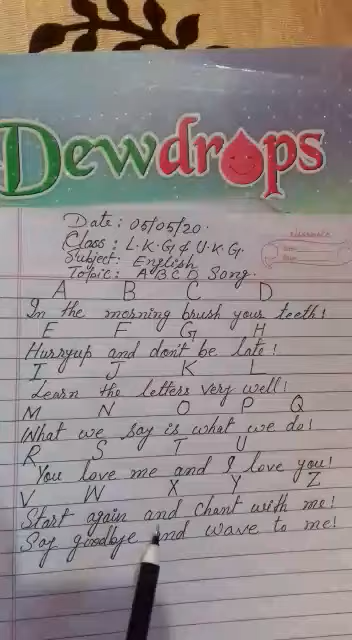 Dewdrops
Date: 05/05/20.
Class: L.K.G & U.K.G.
Subject: English
Topic: A B C D Song.
A B C D
In the morning brush your teeth!
E F G H
Hurryup and don't be late!
I J K L
Learn the letters very well!
M N O P Q
What we say is what we do!
R S T U
You love me and I love you!
V W X Y Z
Start again and chant with me!
Say goodbye and wave to me!